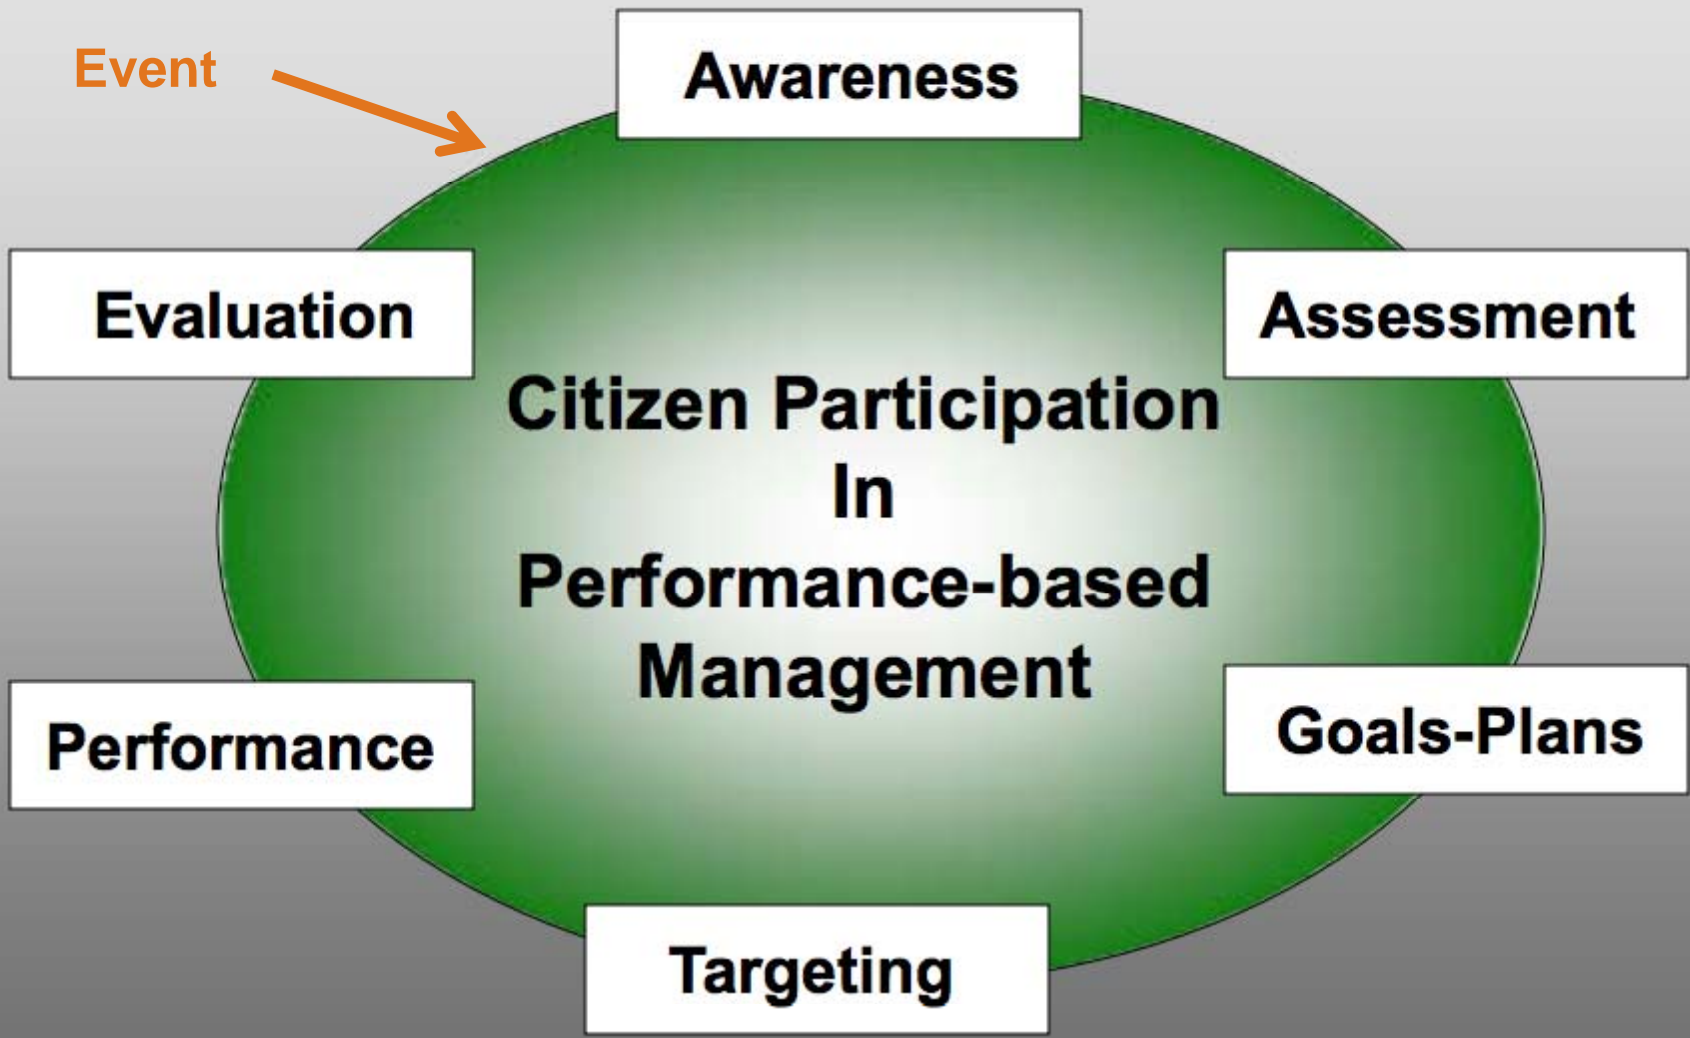 Event
Awareness
Evaluation
Assessment
Citizen Participation
In
Performance-based
Management
Performance
Goals-Plans
Targeting